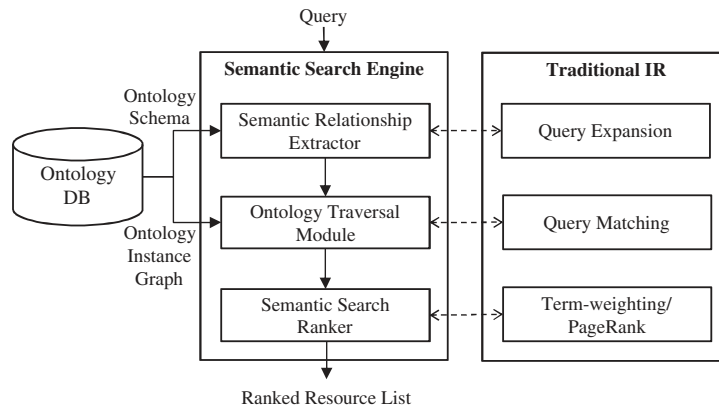 Query
Semantic Search Engine
Traditional IR
Ontology
Schema
Semantic Relationship
Extractor
Query Expansion
Ontology
DB
Ontology Traversal
Module
Query Matching
Ontology
Instance
Graph
Semantic Search
Ranker
Term-weighting/
PageRank
Ranked Resource List